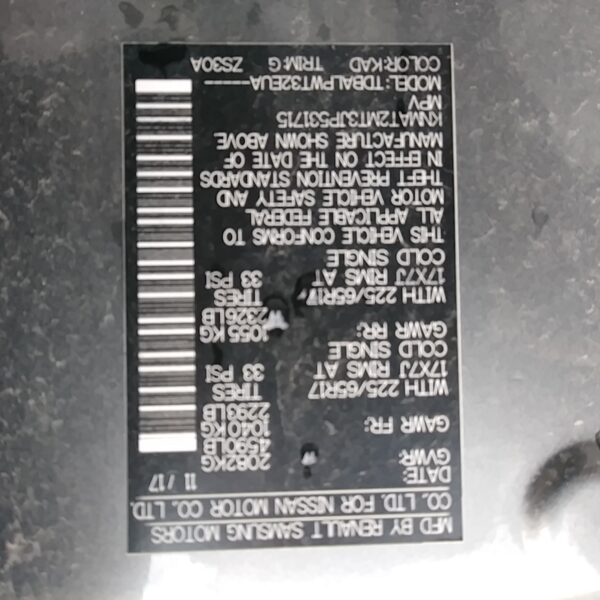 MFD BY RENAULT SAMSUNG MOTORS
CO. LTD. FOR NISSAN MOTOR CO. LTD.
DATE: 11 / 17
GVWR: 2082KG
4590LB
GAWR FR: 1040KG
2293LB
WITH 225/65R17 TIRES
17X7J RIMS AT 33 PSI
COLD SINGLE
GAWR RR: 1055KG
2326LB
WITH 225/65R17 TIRES
17X7J RIMS AT 33 PSI
COLD SINGLE
THIS VEHICLE CONFORMS TO
ALL APPLICABLE FEDERAL
MOTOR VEHICLE SAFETY AND
THEFT PREVENTION STANDARDS
IN EFFECT ON THE DATE OF
MANUFACTURE SHOWN ABOVE
KNMAT2MT3JP531715
MPV
MODEL: TDBALPWT32EUA-----
COLOR:KAD TRIM:G ZS30A